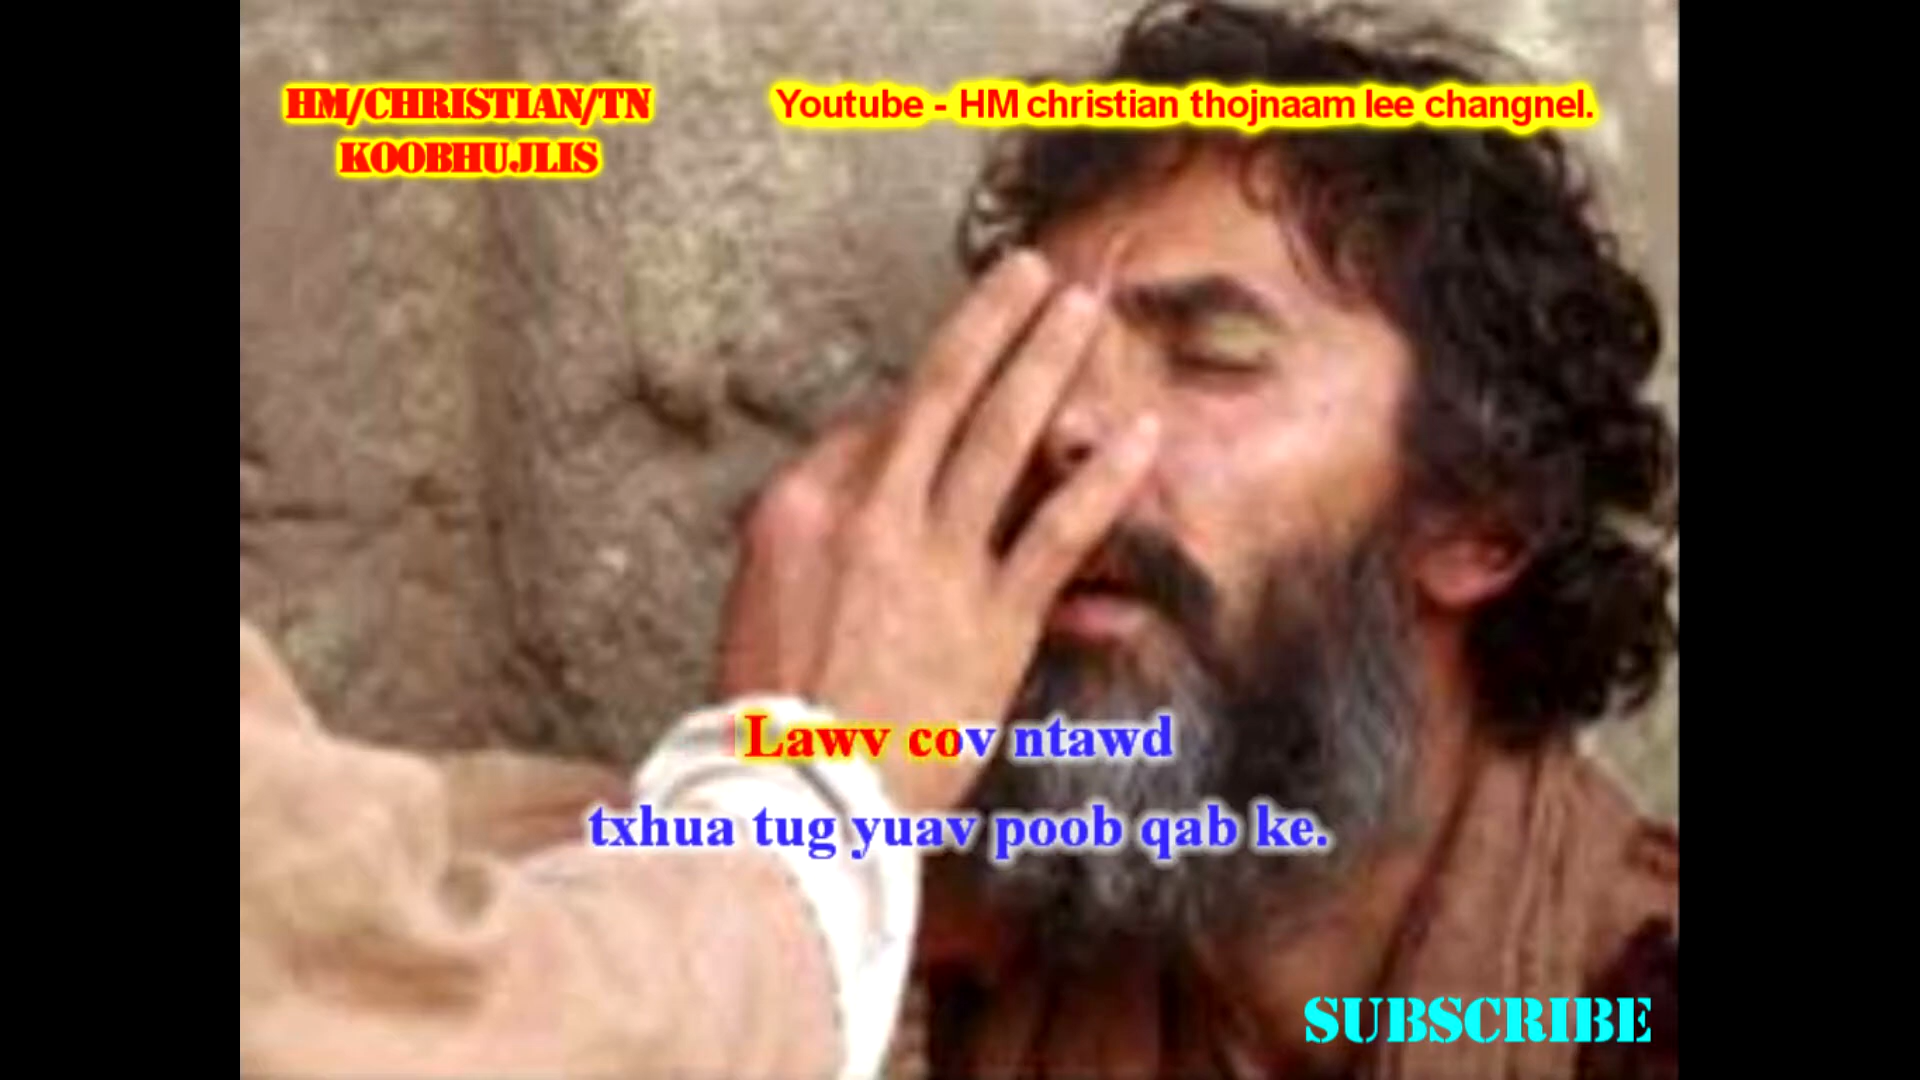 HM/CHRISTIAN/TN
KOOBHUJLIS
Youtube - HM christian thojnaam lee changnel.
Lawv cov ntawd
txhua tug yuav poob qab ke.
SUBSCRIBE